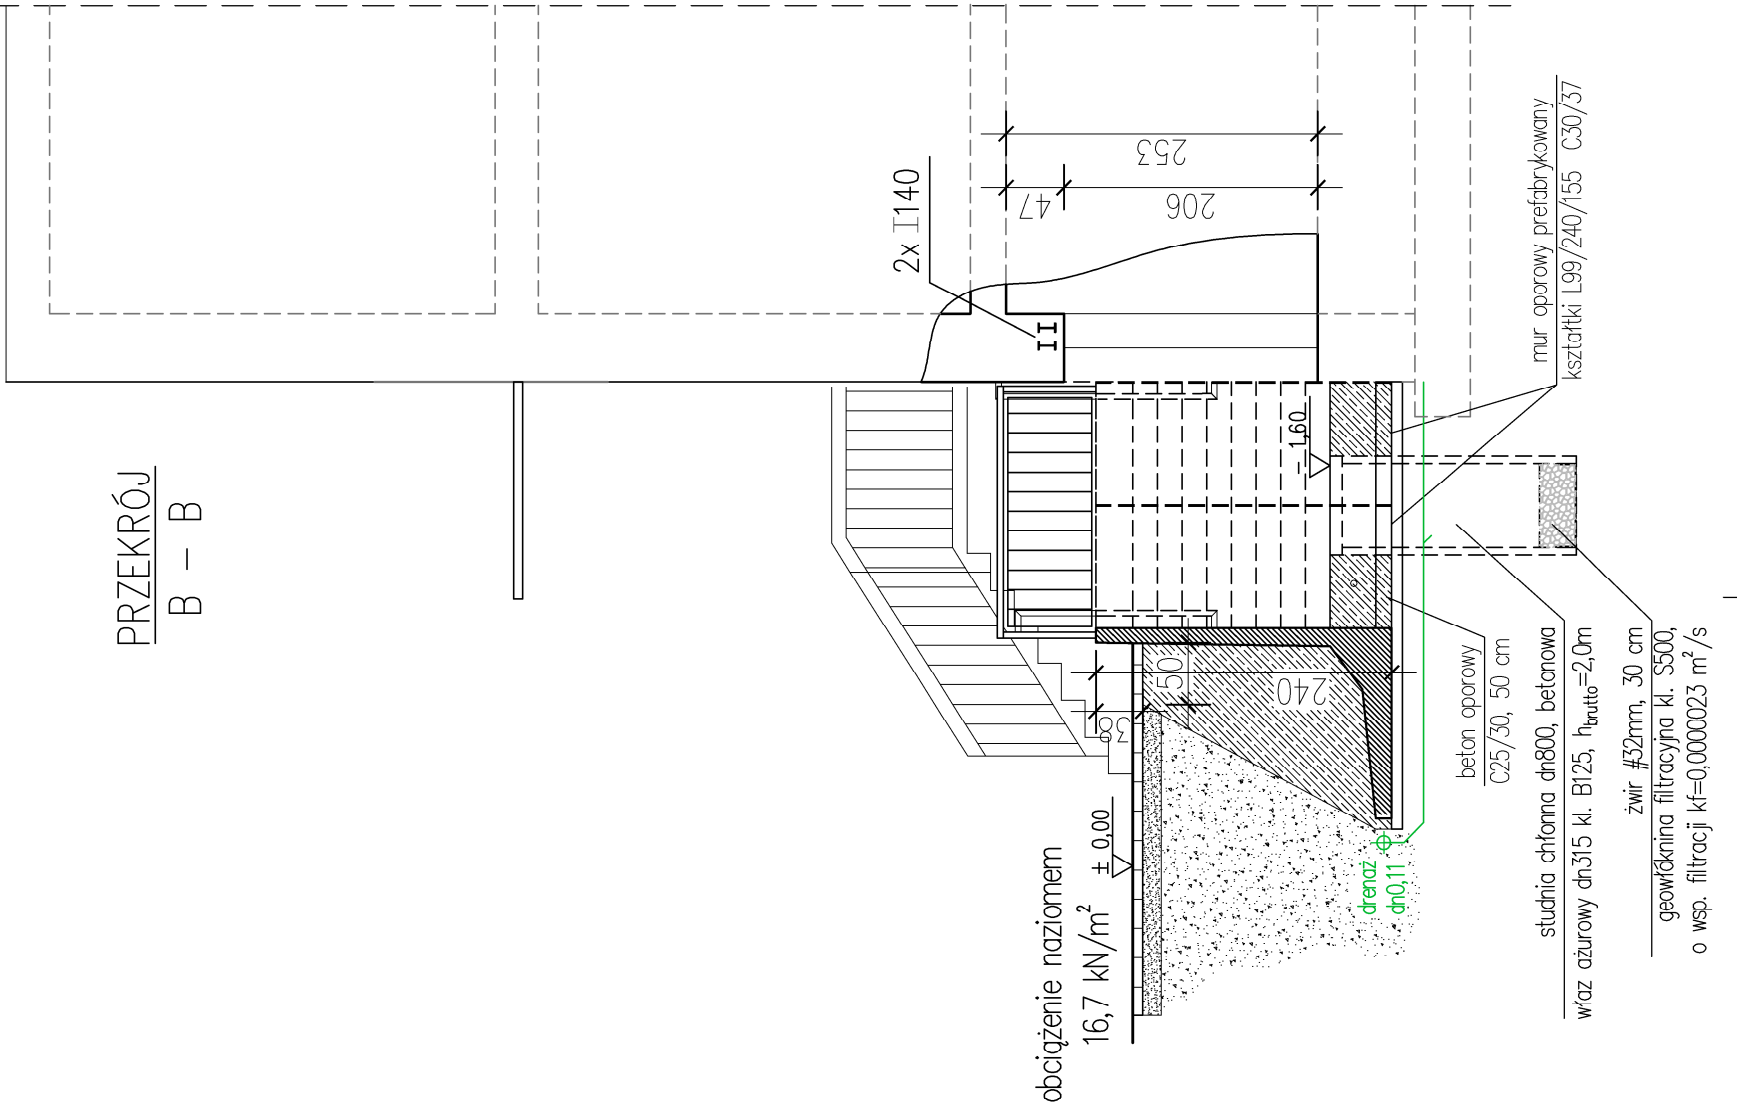 PRZEKRÓJ
B – B
2x II140
253
47
206
mur oporowy prefabrykowany
kształtki L99/240/155 C30/37
– 1,60
50
240
38
obciążenie naziomem
16,7 kN/m²
± 0,00
drenaż
dn0,11
beton oporowy
C25/30, 50 cm
studnia chłonna dn800, betonowa
właz ażurowy dn315 kl. B125, hbrutto=2,0m
żwir #32mm, 30 cm
geowłóknina filtracyjna kl. S500,
o wsp. filtracji kf=0,0000023 m²/s